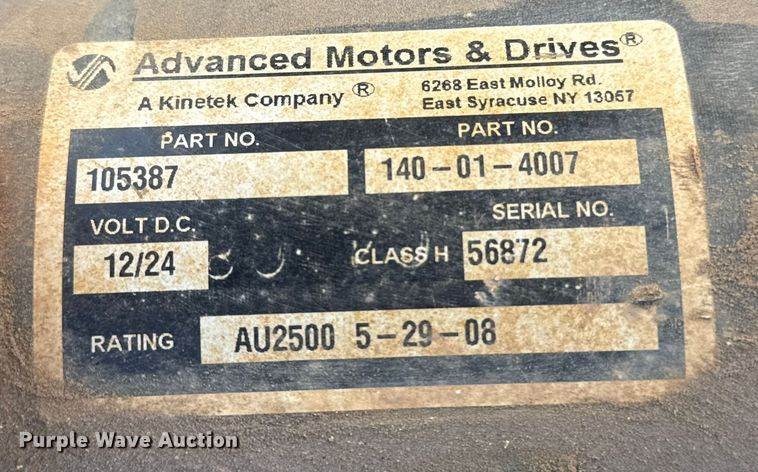 Advanced Motors & Drives®
A Kinetek Company ®
6268 East Molloy Rd.
East Syracuse NY 13057
PART NO.
105387
PART NO.
140-01-4007
VOLT D.C.
12/24
CLASS H
SERIAL NO.
56872
RATING
AU2500 5-29-08
Purple Wave Auction